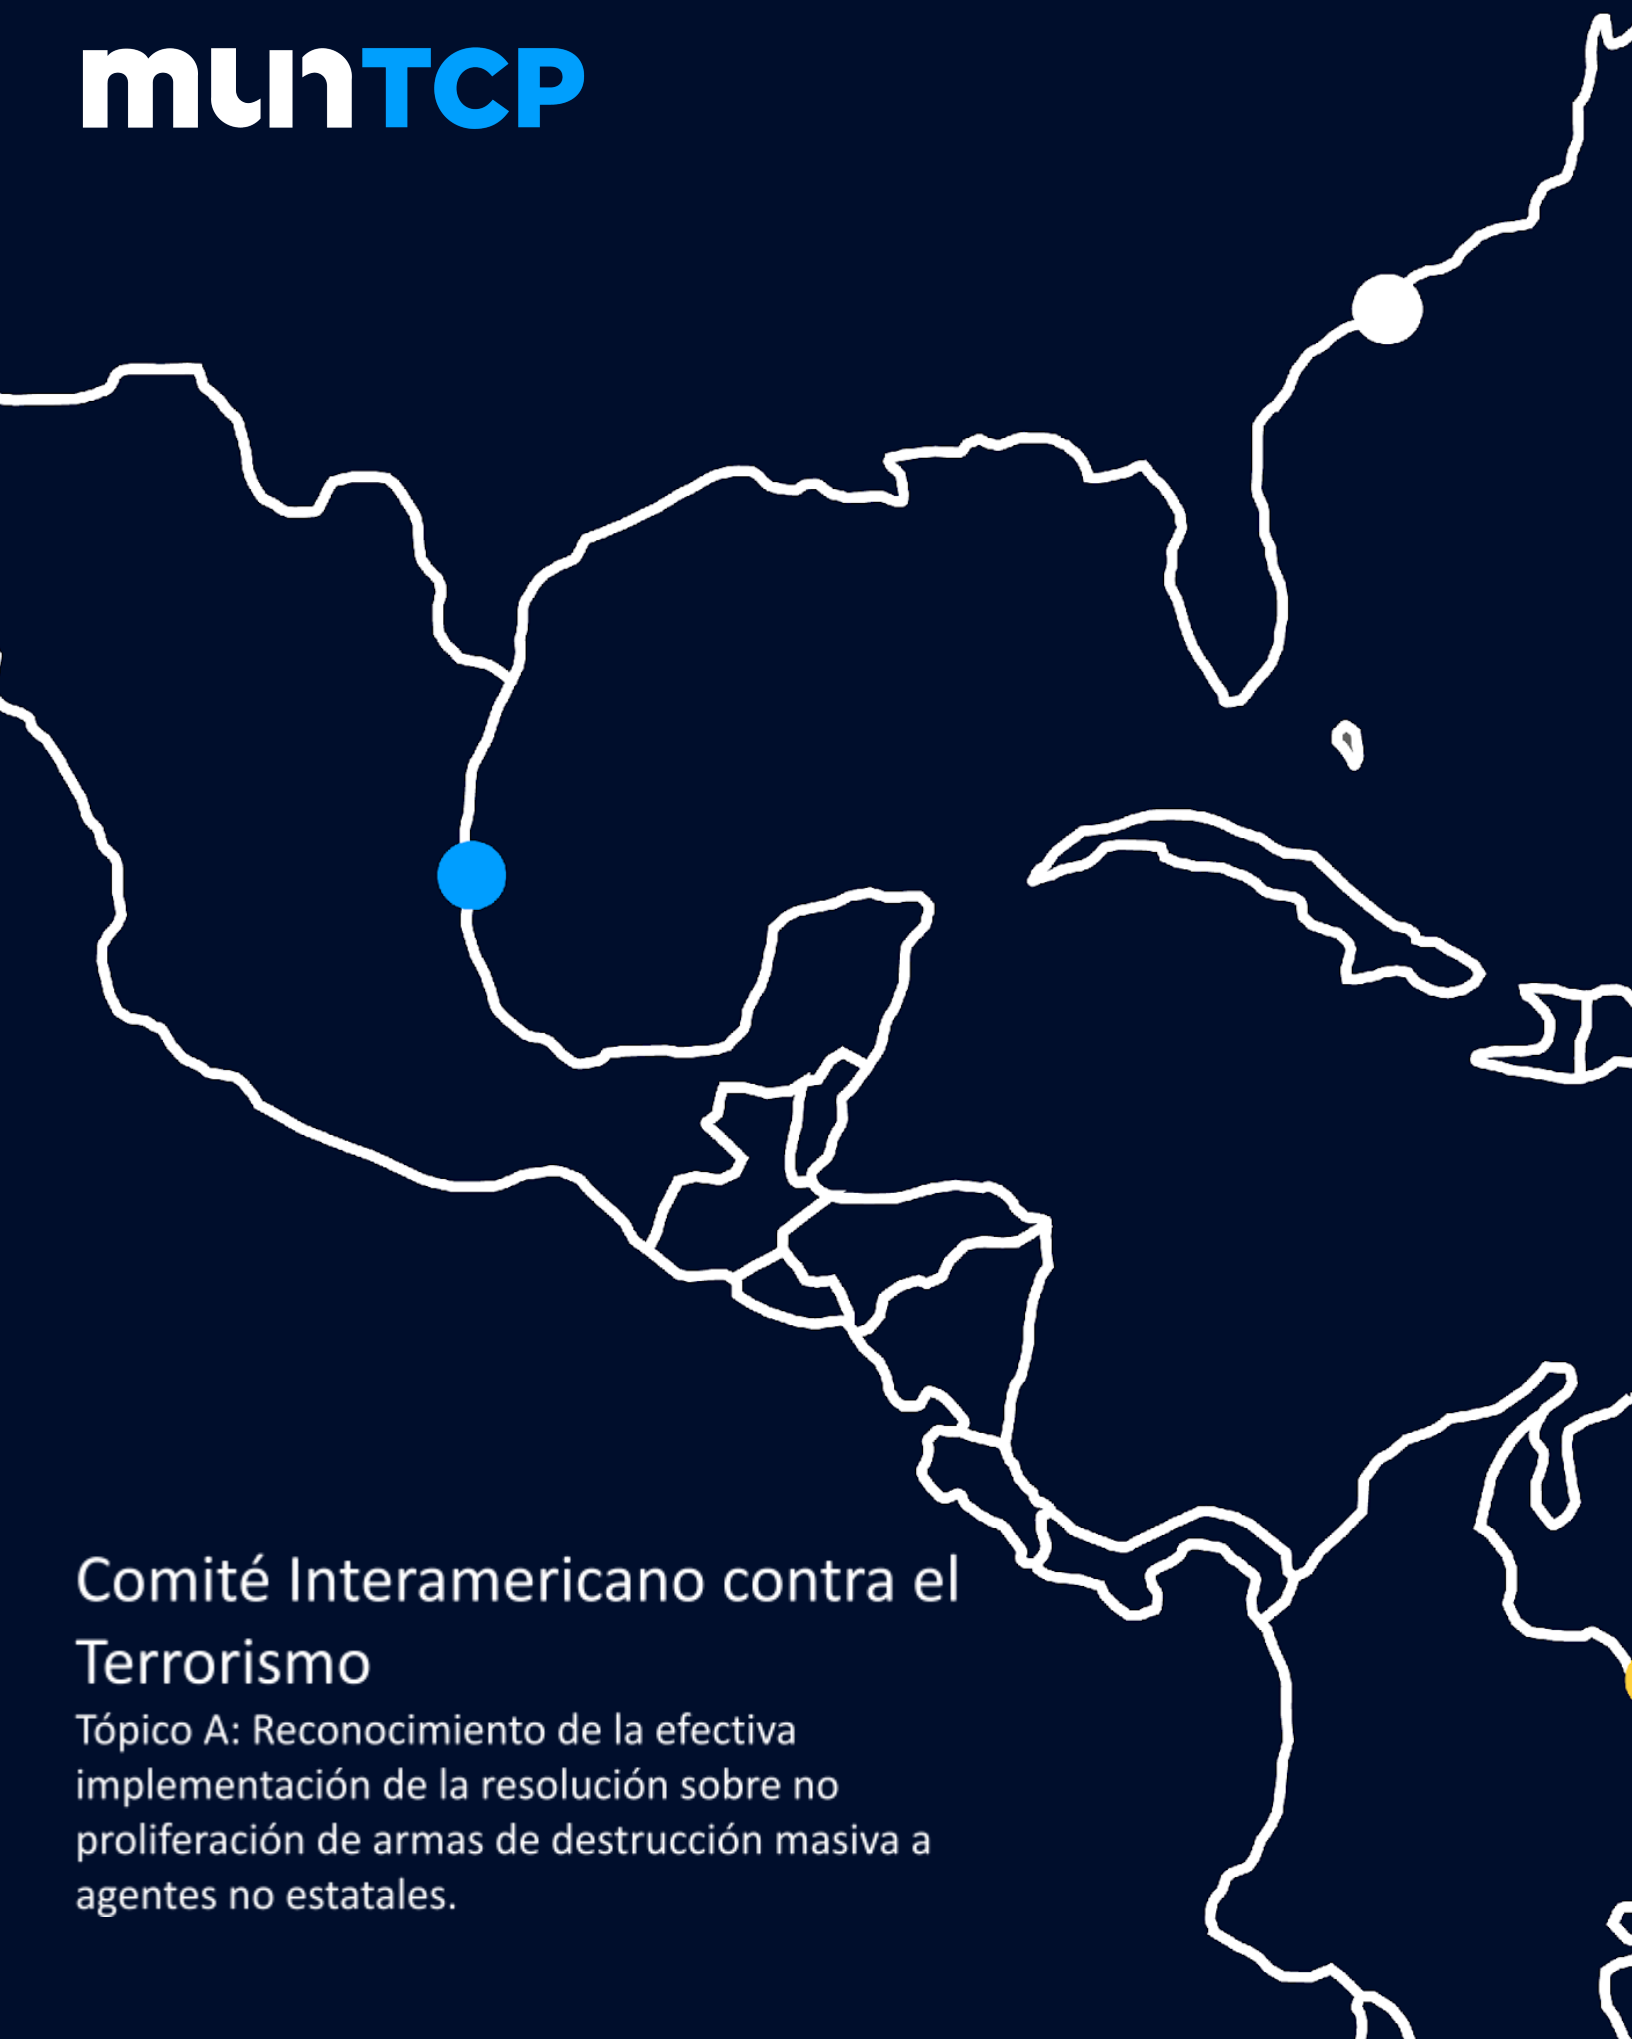 munTCP
Comité Interamericano contra el
Terrorismo
Tópico A: Reconocimiento de la efectiva
implementación de la resolución sobre no
proliferación de armas de destrucción masiva a
agentes no estatales.